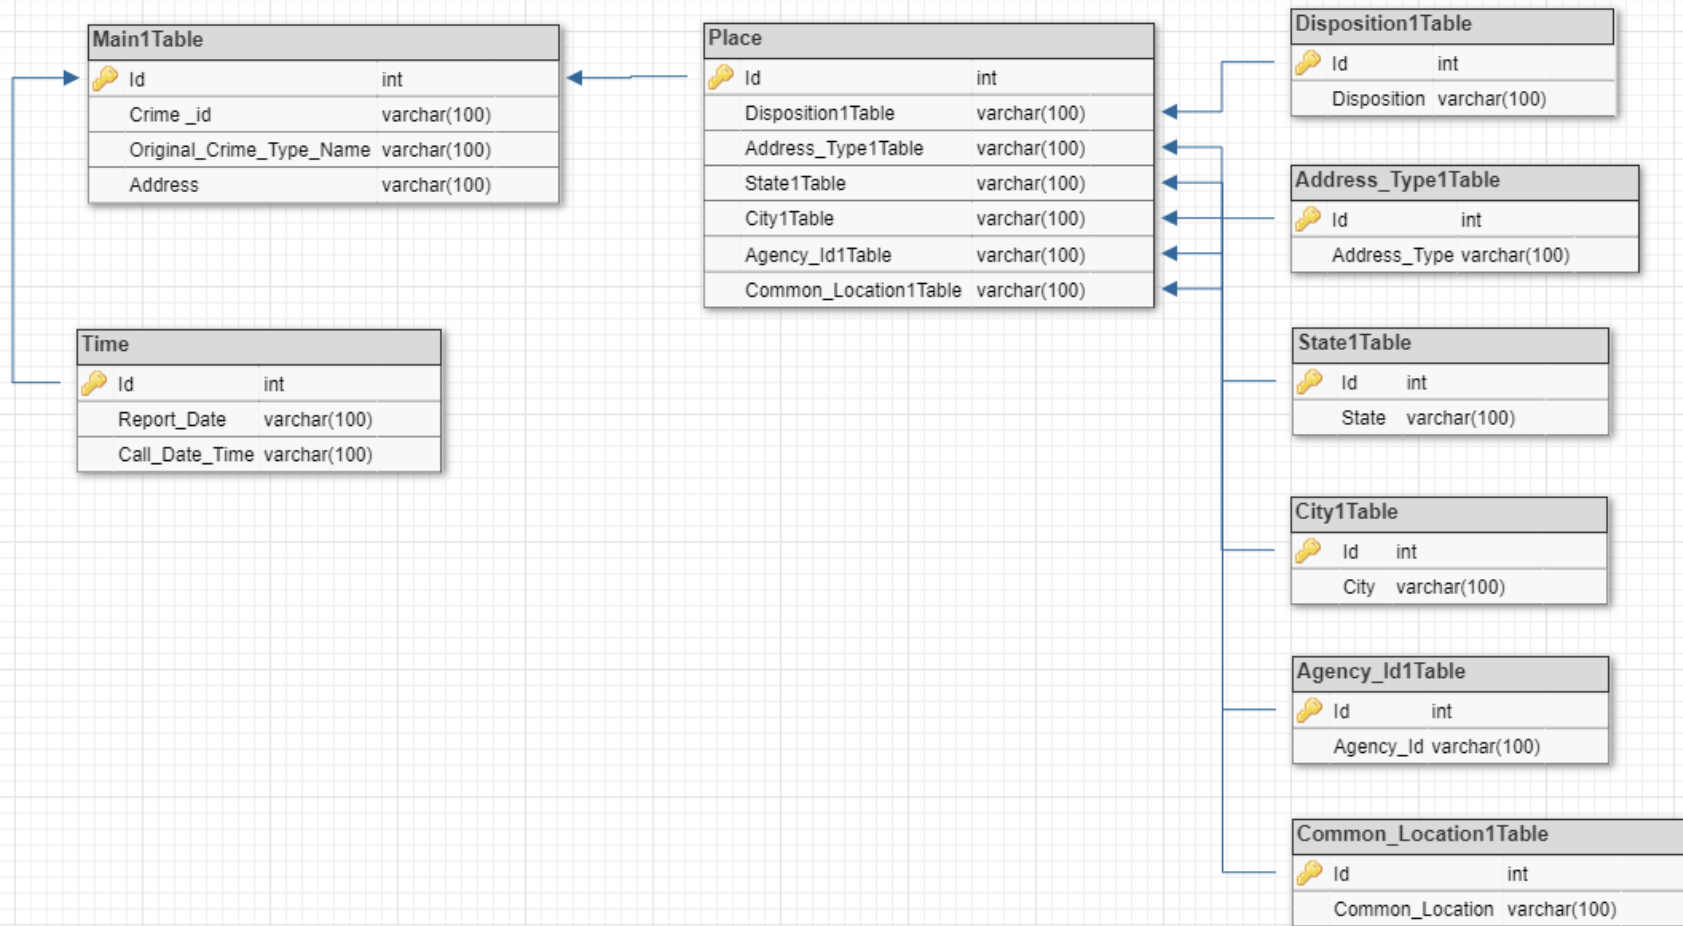 Main1Table
Id int
Crime _id varchar(100)
Original_Crime_Type_Name varchar(100)
Address varchar(100)
Time
Id int
Report_Date varchar(100)
Call_Date_Time varchar(100)
Place
Id int
Disposition1Table varchar(100)
Address_Type1Table varchar(100)
State1Table varchar(100)
City1Table varchar(100)
Agency_Id1Table varchar(100)
Common_Location1Table varchar(100)
Disposition1Table
Id int
Disposition varchar(100)
Address_Type1Table
Id int
Address_Type varchar(100)
State1Table
Id int
State varchar(100)
City1Table
Id int
City varchar(100)
Agency_Id1Table
Id int
Agency_Id varchar(100)
Common_Location1Table
Id int
Common_Location varchar(100)